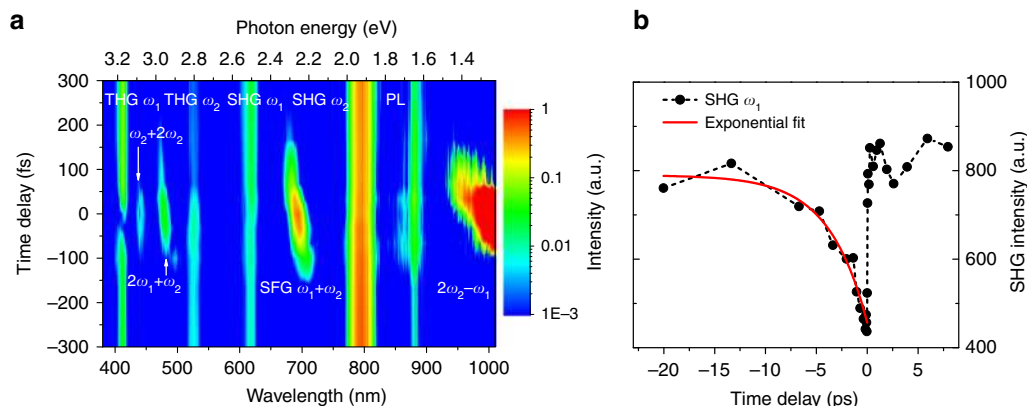 a
Photon energy (eV)
3.2 3.0 2.8 2.6 2.4 2.2 2.0 1.8 1.6 1.4
300
200
100
0
−100
−200
−300
Time delay (fs)
THG ω₁ THG ω₂ SHG ω₁ SHG ω₂ PL
ω₂+2ω₂
2ω₁+ω₂ SFG ω₁+ω₂ 2ω₂−ω₁
400 500 600 700 800 900 1000
Wavelength (nm)
1
0.1
0.01
1E−3
Intensity (a.u.)
b
SHG ω₁
Exponential fit
1000
800
600
400
SHG intensity (a.u.)
−20 −15 −10 −5 0 5
Time delay (ps)